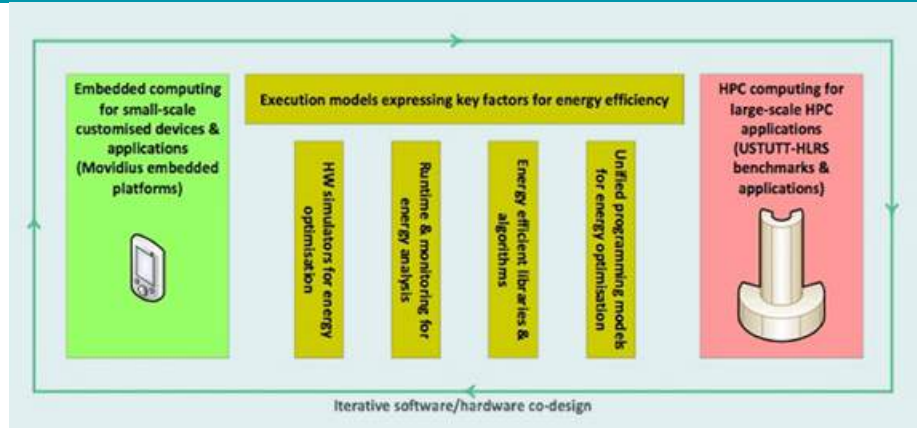 Embedded computing
for small-scale
customised devices &
applications
(Movidius embedded
platforms)
Execution models expressing key factors for energy efficiency
HW simulators for energy
optimisation
Runtime & monitoring for
energy analysis
Energy efficient libraries &
algorithms
Unified programming models
for energy optimisation
HPC computing for
large-scale HPC
applications
(USTUTT-HLRS
benchmarks &
applications)
Iterative software/hardware co-design